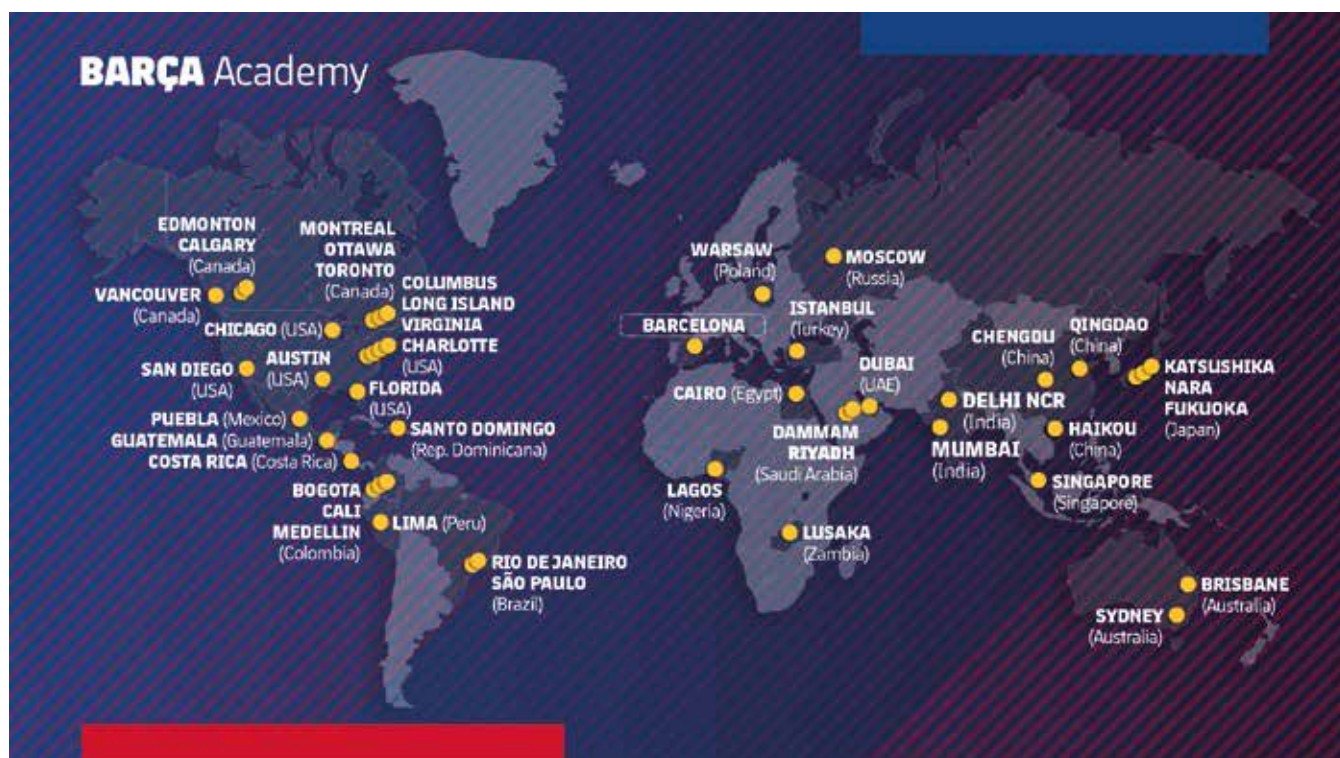 BARÇA Academy
EDMONTON
CALGARY
(Canada)
MONTREAL
OTTAWA
TORONTO
(Canada)
VANCOUVER
(Canada)
COLUMBUS
LONG ISLAND
VIRGINIA
CHARLOTTE
(USA)
CHICAGO (USA)
SAN DIEGO
(USA)
AUSTIN
(USA)
FLORIDA
(USA)
PUEBLA (Mexico)
GUATEMALA (Guatemala)
COSTA RICA (Costa Rica)
SANTO DOMINGO
(Rep. Dominicana)
BOGOTA
CALI
MEDELLIN
(Colombia)
LIMA (Peru)
RIO DE JANEIRO
SÃO PAULO
(Brazil)
WARSAW
(Poland)
MOSCOW
(Russia)
BARCELONA
ISTANBUL
(Turkey)
CAIRO (Egypt)
DUBAI
(UAE)
DAMMAM
RIYADH
(Saudi Arabia)
LAGOS
(Nigeria)
LUSAKA
(Zambia)
CHENGDU
(China)
QINGDAO
(China)
KATSUSHIKA
NARA
FUKUOKA
(Japan)
DELHI NCR
(India)
MUMBAI
(India)
HAIKOU
(China)
SINGAPORE
(Singapore)
BRISBANE
(Australia)
SYDNEY
(Australia)